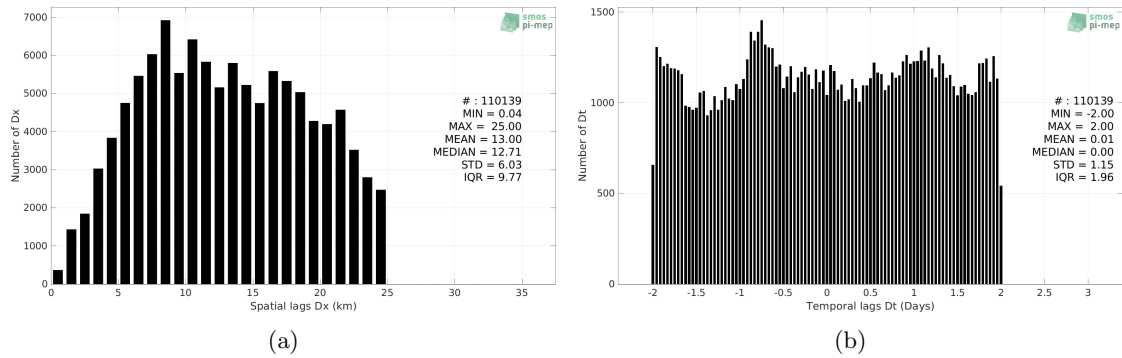 7000
6000
5000
4000
3000
2000
1000
0
Number of Dx
0 5 10 15 20 25 30 35
Spatial lags Dx (km)
smos
pi-mep
# : 110139
MIN = 0.04
MAX = 25.00
MEAN = 13.00
MEDIAN = 12.71
STD = 6.03
IQR = 9.77
(a)
1500
1000
500
0
Number of Dt
-2 -1.5 -1 -0.5 0 0.5 1 1.5 2 2.5 3
Temporal lags Dt (Days)
smos
pi-mep
# : 110139
MIN = -2.00
MAX = 2.00
MEAN = 0.01
MEDIAN = 0.00
STD = 1.15
IQR = 1.96
(b)